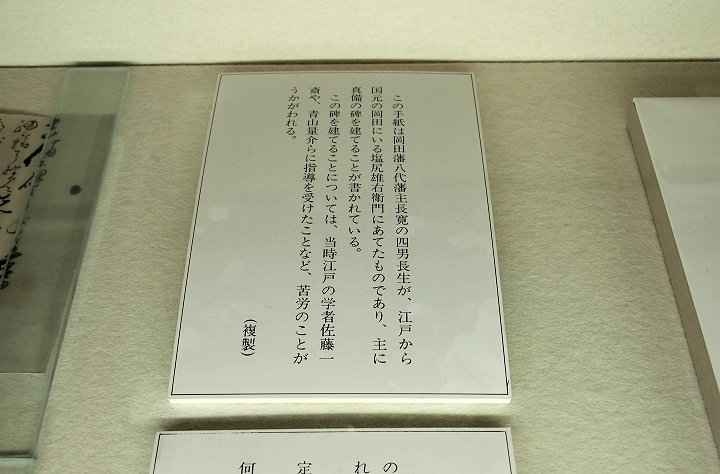 この手紙は岡田藩八代藩主長寛の四男長生が、江戸から
国元の岡田にいる塩尻雄右衛門にあてたものであり、主に
真備の碑を建てることが書かれている。
この碑を建てることについては、当時江戸の学者佐藤一
斎や、青山量介らに指導を受けたことなど、苦労のことが
うかがわれる。
（複製）
の
れ
定
何